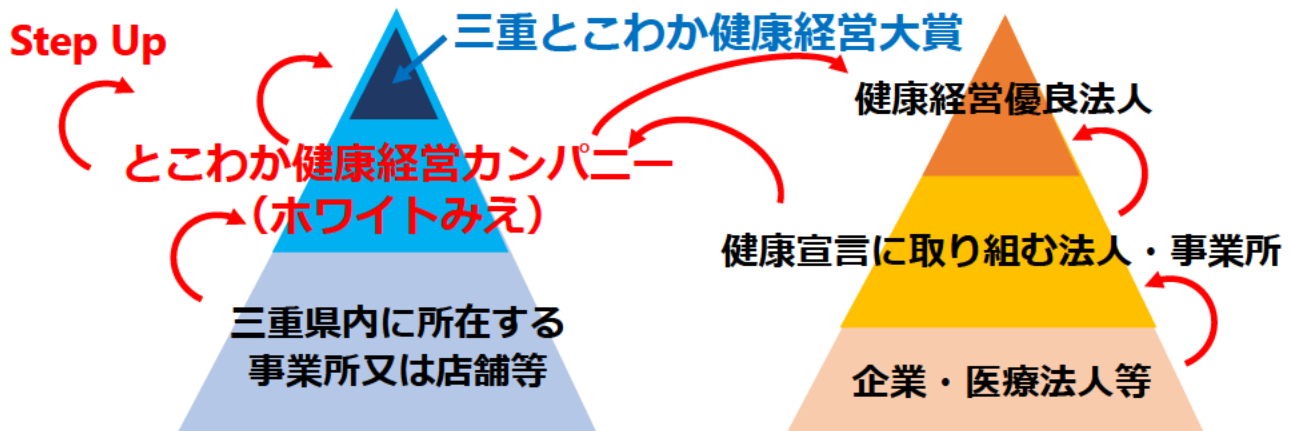 Step Up
三重とこわか健康経営大賞
とこわか健康経営カンパニー
（ホワイトみえ）
三重県内に所在する
事業所又は店舗等
健康経営優良法人
健康宣言に取り組む法人・事業所
企業・医療法人等